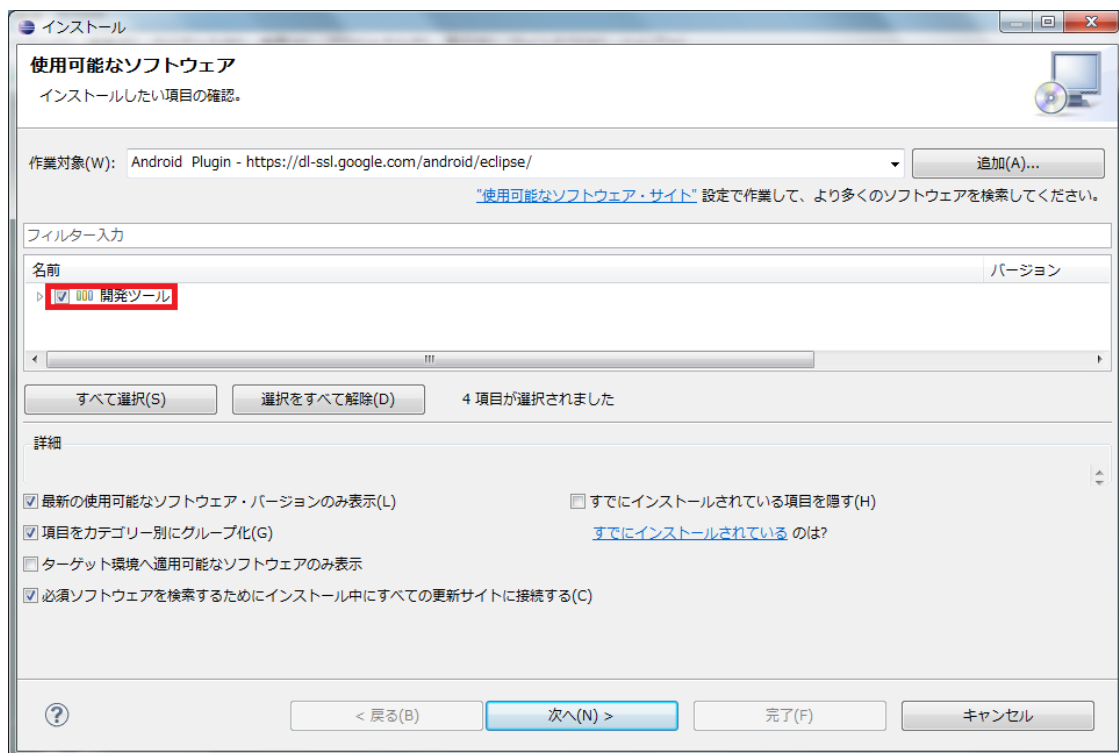 インストール
使用可能なソフトウェア
インストールしたい項目の確認。
作業対象(W): Android Plugin - https://dl-ssl.google.com/android/eclipse/ 追加(A)...
"使用可能なソフトウェア・サイト" 設定で作業して、より多くのソフトウェアを検索してください。
フィルター入力
名前 バージョン
開発ツール
すべて選択(S) 選択をすべて解除(D) 4 項目が選択されました
詳細
最新の使用可能なソフトウェア・バージョンのみ表示(L) すでにインストールされている項目を隠す(H)
項目をカテゴリー別にグループ化(G) すでにインストールされている のは?
ターゲット環境へ適用可能なソフトウェアのみ表示
必須ソフトウェアを検索するためにインストール中にすべての更新サイトに接続する(C)
? < 戻る(B) 次へ(N) > 完了(F) キャンセル